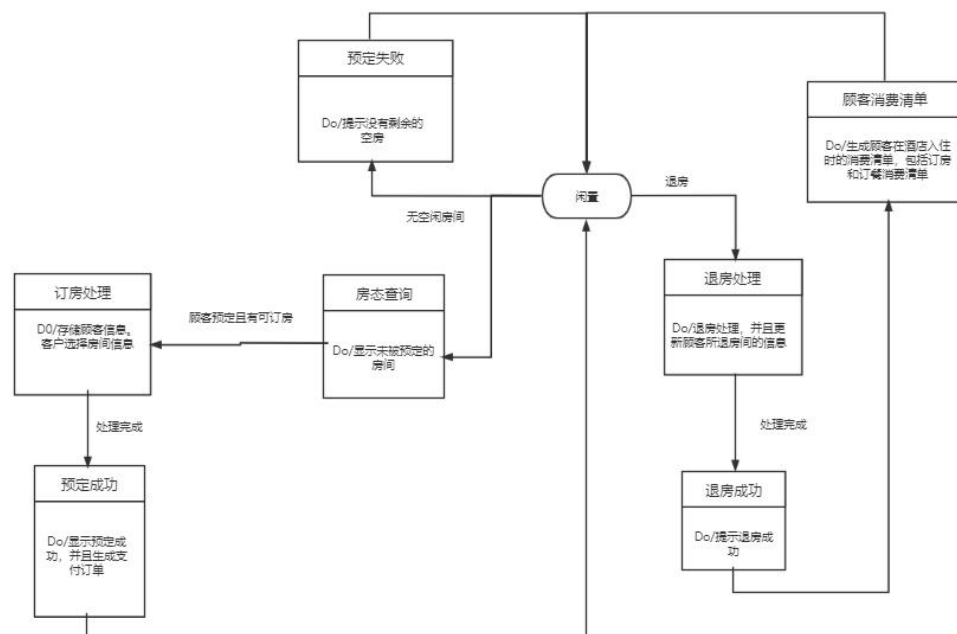 预定失败
Do/提示没有剩余的
空房
顾客消费清单
Do/生成顾客在酒店入住
时的消费清单，包括订房
和订餐消费清单
闲置
退房
无空闲房间
订房处理
D0/存储顾客信息。
客户选择房间信息
顾客预定且有可订房
房态查询
Do/显示未被预定的
房间
退房处理
Do/退房处理，并且更
新顾客所退房间的信息
处理完成
处理完成
预定成功
Do/显示预定成
功，并且生成支
付订单
退房成功
Do/提示退房成
功